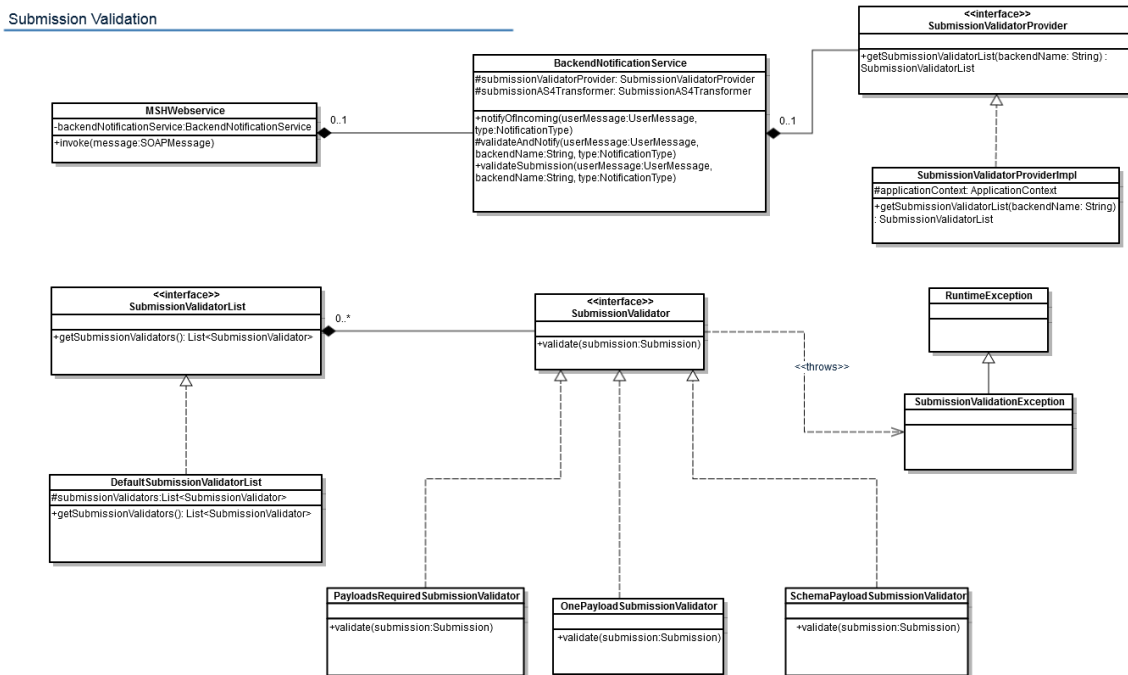 Submission Validation
<<interface>>
SubmissionValidatorProvider
+getSubmissionValidatorList(backendName: String) :
SubmissionValidatorList
BackendNotificationService
#submissionValidatorProvider: SubmissionValidatorProvider
#submissionAS4Transformer: SubmissionAS4Transformer
+notifyOfIncoming(userMessage:UserMessage,
type:NotificationType)
#validateAndNotify(userMessage:UserMessage,
backendName:String, type:NotificationType)
+validateSubmission(userMessage:UserMessage,
backendName:String, type:NotificationType)
0..1
MSHWebservice
-backendNotificationService:BackendNotificationService
+invoke(message:SOAPMessage)
0..1
SubmissionValidatorProviderImpl
#applicationContext: ApplicationContext
+getSubmissionValidatorList(backendName: String)
: SubmissionValidatorList
<<interface>>
SubmissionValidatorList
+getSubmissionValidators(): List<SubmissionValidator>
0..*
<<interface>>
SubmissionValidator
+validate(submission:Submission)
RuntimeException
<<throws>>
SubmissionValidationException
DefaultSubmissionValidatorList
#submissionValidators:List<SubmissionValidator>
+getSubmissionValidators(): List<SubmissionValidator>
PayloadsRequiredSubmissionValidator
+validate(submission:Submission)
OnePayloadSubmissionValidator
+validate(submission:Submission)
SchemaPayloadSubmissionValidator
+validate(submission:Submission)